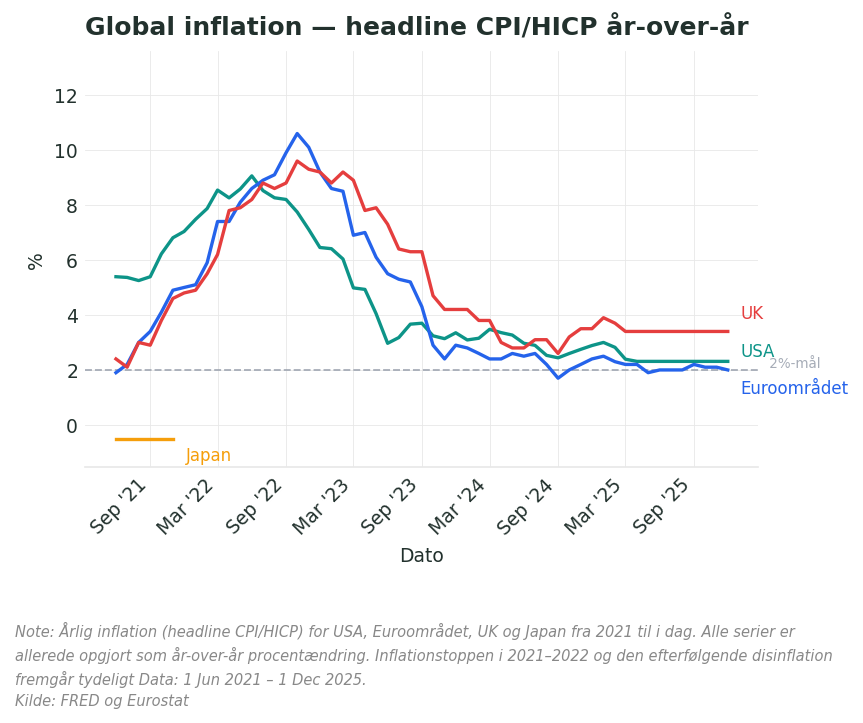 Global inflation — headline CPI/HICP år-over-år
12
10
8
6
4
2
0
%
UK
USA
2%-mål
Euroområdet
Japan
Sep '21
Mar '22
Sep '22
Mar '23
Sep '23
Mar '24
Sep '24
Mar '25
Sep '25
Dato
Note: Årlig inflation (headline CPI/HICP) for USA, Euroområdet, UK og Japan fra 2021 til i dag. Alle serier er
allerede opgjort som år-over-år procentændring. Inflationstoppen i 2021–2022 og den efterfølgende disinflation
fremgår tydeligt Data: 1 Jun 2021 – 1 Dec 2025.
Kilde: FRED og Eurostat